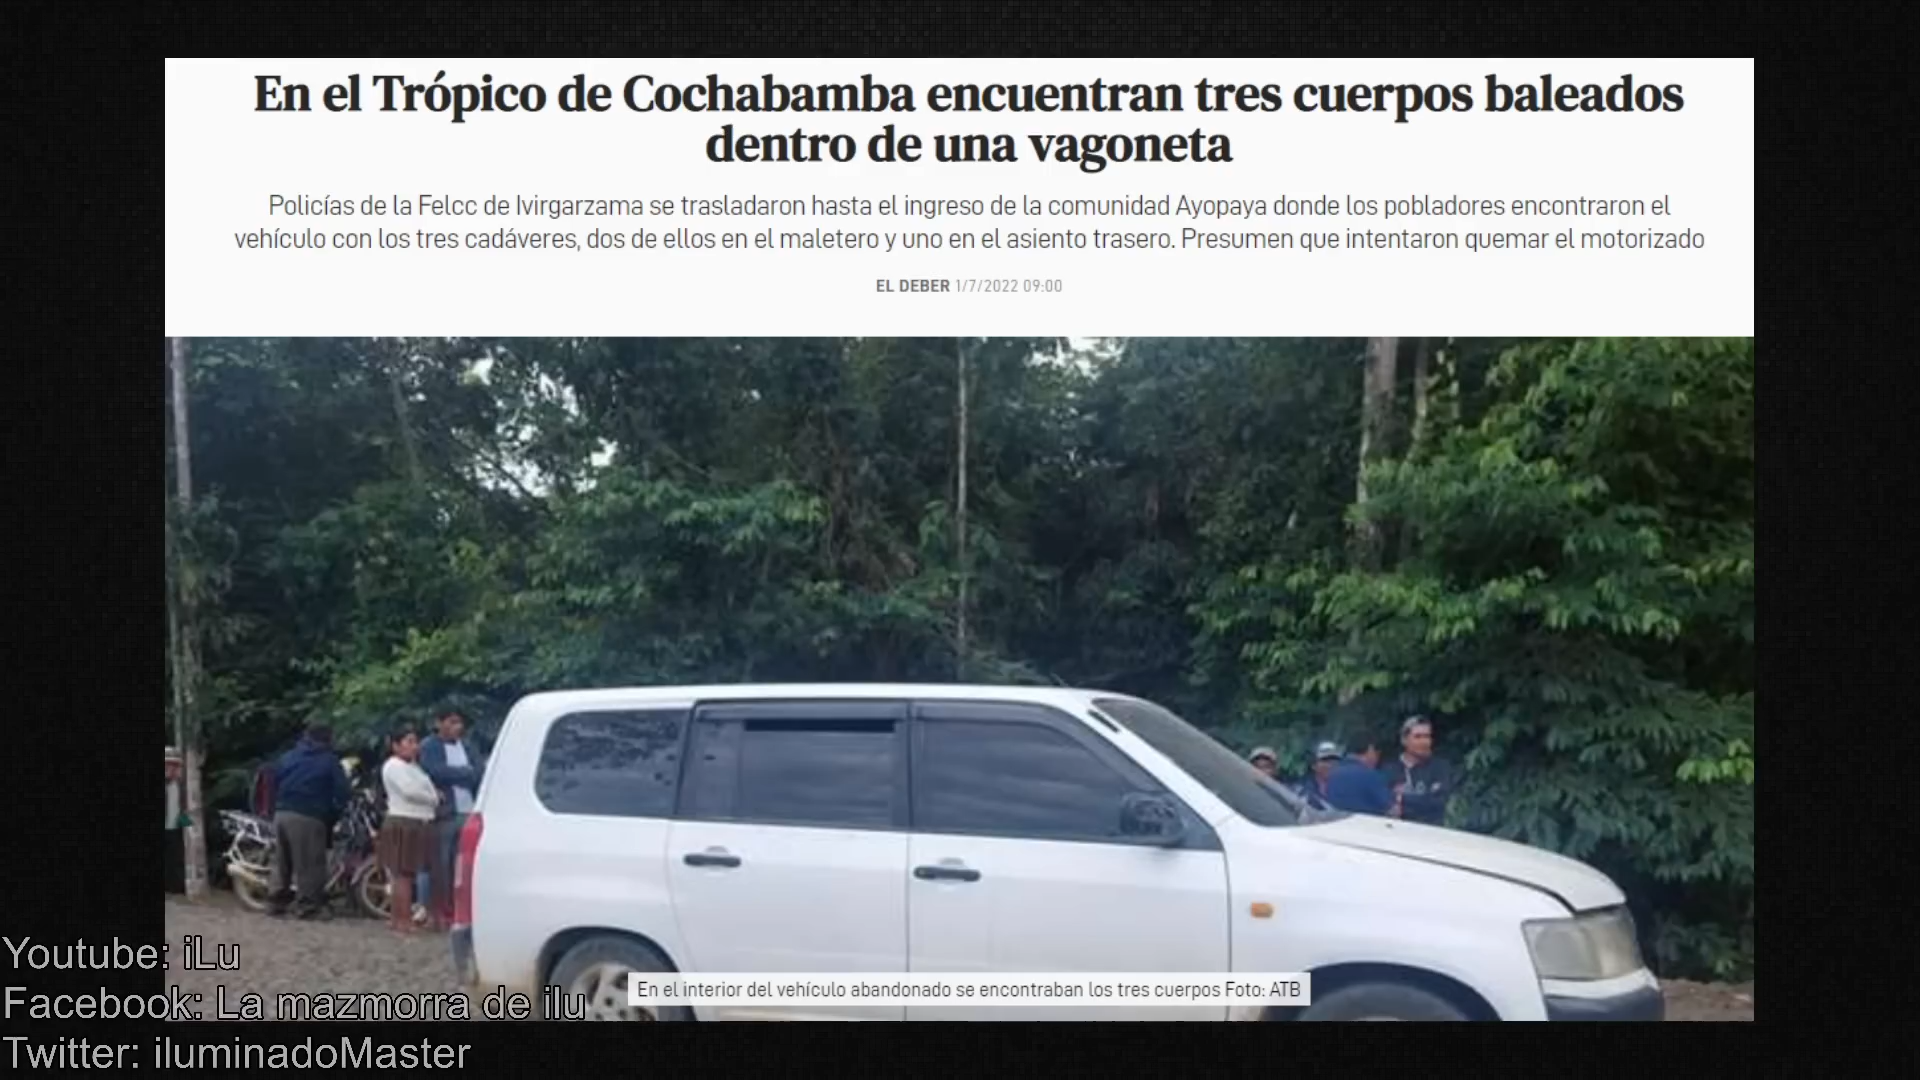 En el Trópico de Cochabamba encuentran tres cuerpos baleados
dentro de una vagoneta
Policías de la Felcc de Ivirgarzama se trasladaron hasta el ingreso de la comunidad Ayopaya donde los pobladores encontraron el
vehículo con los tres cadáveres, dos de ellos en el maletero y uno en el asiento trasero. Presumen que intentaron quemar el motorizado
EL DEBER 1/7/2022 09:00
En el interior del vehículo abandonado se encontraban los tres cuerpos Foto: ATB
Youtube: iLu
Facebook: La mazmorra de ilu
Twitter: iluminadoMaster